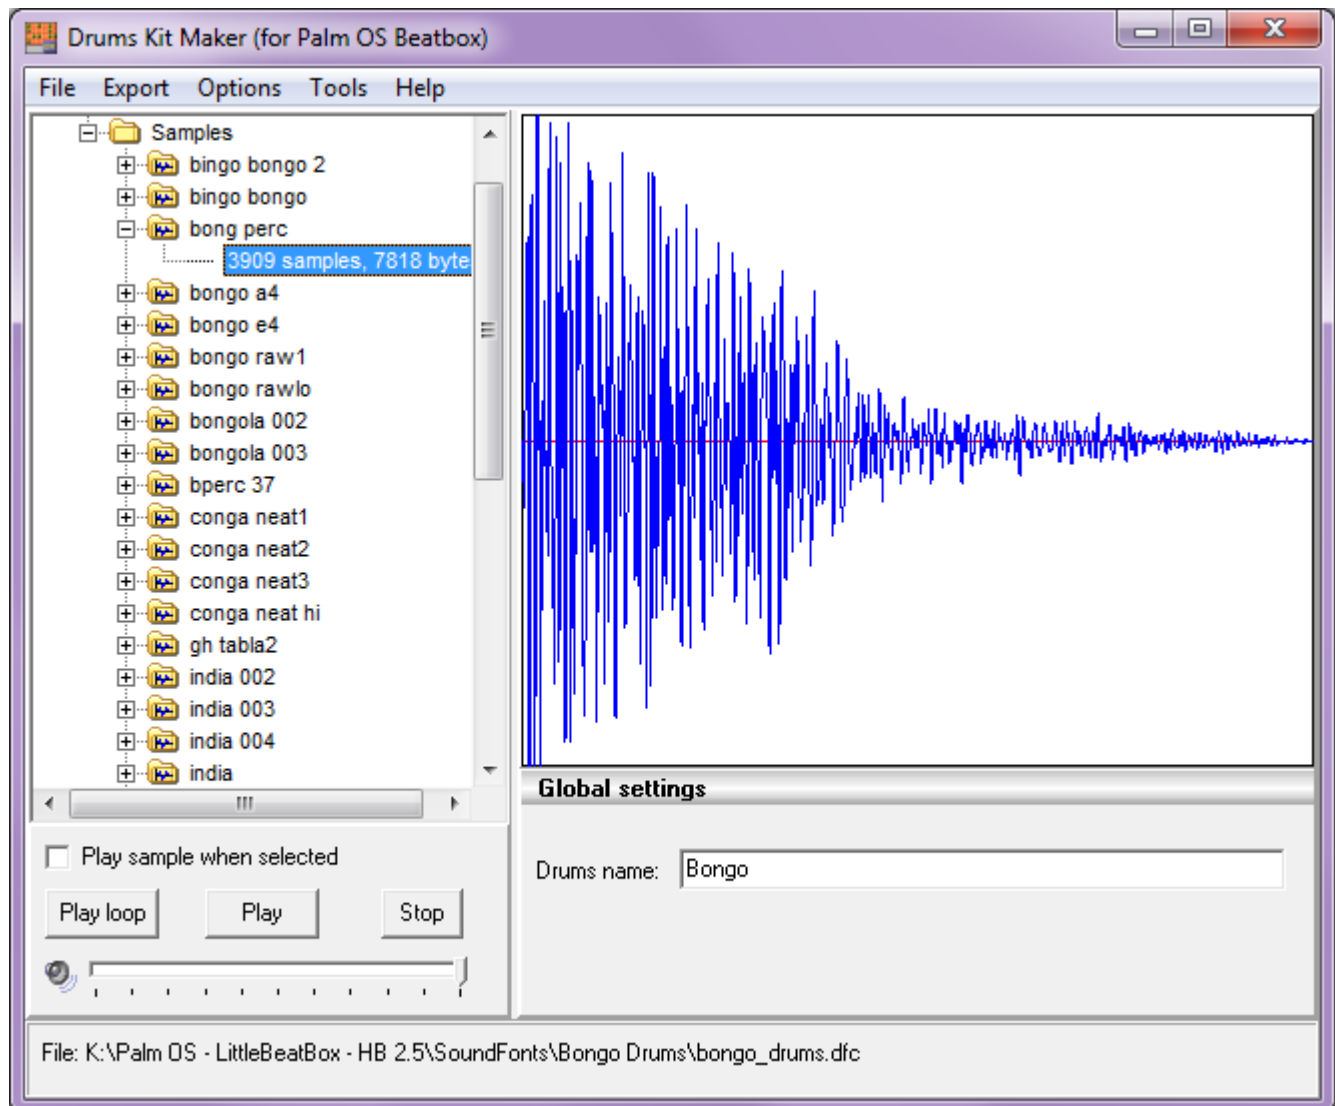 Drums Kit Maker (for Palm OS Beatbox)
File Export Options Tools Help
Samples
bingo bongo 2
bingo bongo
bong perc
3909 samples, 7818 byte
bongo a4
bongo e4
bongo raw1
bongo rawlo
bongola 002
bongola 003
bperc 37
conga neat1
conga neat2
conga neat3
conga neat hi
gh tabla2
india 002
india 003
india 004
india
Global settings
Drums name: Bongo
Play sample when selected
Play loop Play Stop
File: K:\Palm OS - LittleBeatBox - HB 2.5\SoundFonts\Bongo Drums\bongo_drums.dfc